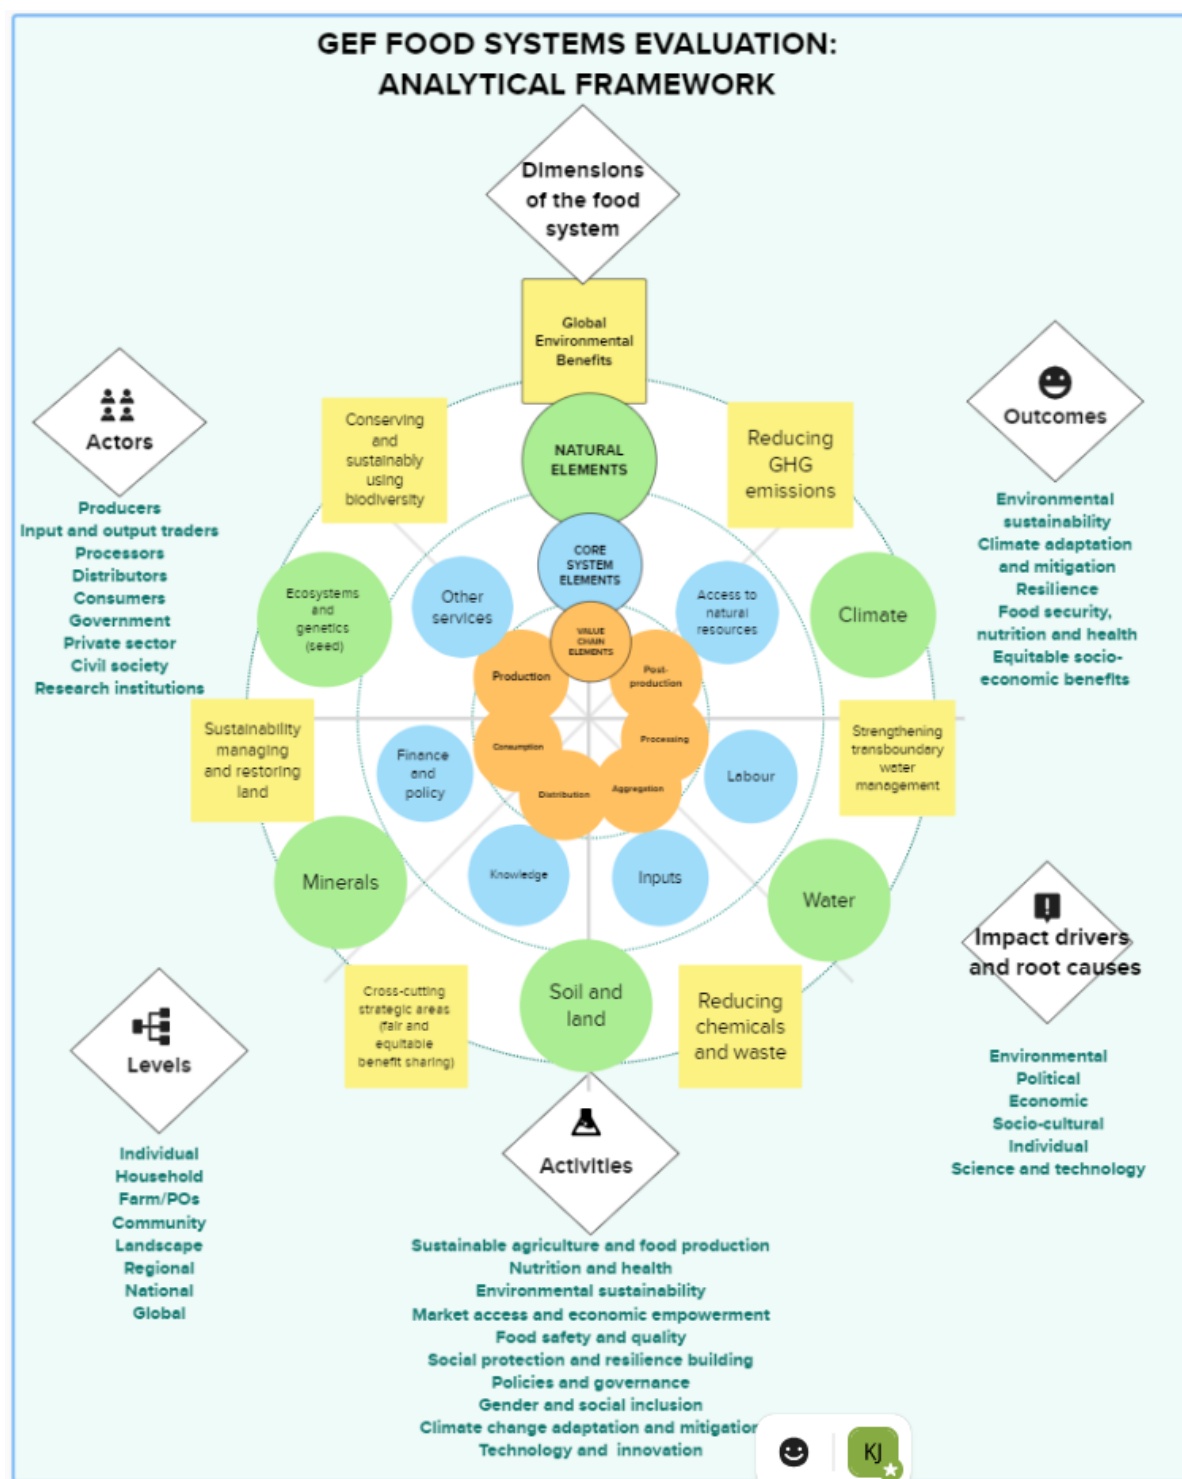 GEF FOOD SYSTEMS EVALUATION:
ANALYTICAL FRAMEWORK
Dimensions
of the food
system
Global
Environmental
Benefits
NATURAL
ELEMENTS
CORE
SYSTEM
ELEMENTS
VALUE
CHAIN
ELEMENTS
Actors
Producers
Input and output traders
Processors
Distributors
Consumers
Government
Private sector
Civil society
Research institutions
Conserving
and
sustainably
using
biodiversity
Reducing
GHG
emissions
Outcomes
Environmental
sustainability
Climate adaptation
and mitigation
Resilience
Food security,
nutrition and health
Equitable socio-
economic benefits
Ecosystems
and
genetics
(seed)
Other
services
Access to
natural
resources
Climate
Production
Post-
production
Sustainability
managing
and restoring
land
Finance
and
policy
Consumption
Processing
Labour
Strengthening
transboundary
water
management
Distribution
Aggregation
Minerals
Knowledge
Inputs
Water
Impact drivers
and root causes
Environmental
Political
Economic
Socio-cultural
Individual
Science and technology
Cross-cutting
strategic areas
(fair and
equitable
benefit sharing)
Soil and
land
Reducing
chemicals
and waste
Levels
Individual
Household
Farm/POs
Community
Landscape
Regional
National
Global
Activities
Sustainable agriculture and food production
Nutrition and health
Environmental sustainability
Market access and economic empowerment
Food safety and quality
Social protection and resilience building
Policies and governance
Gender and social inclusion
Climate change adaptation and mitigation
Technology and innovation
KJ